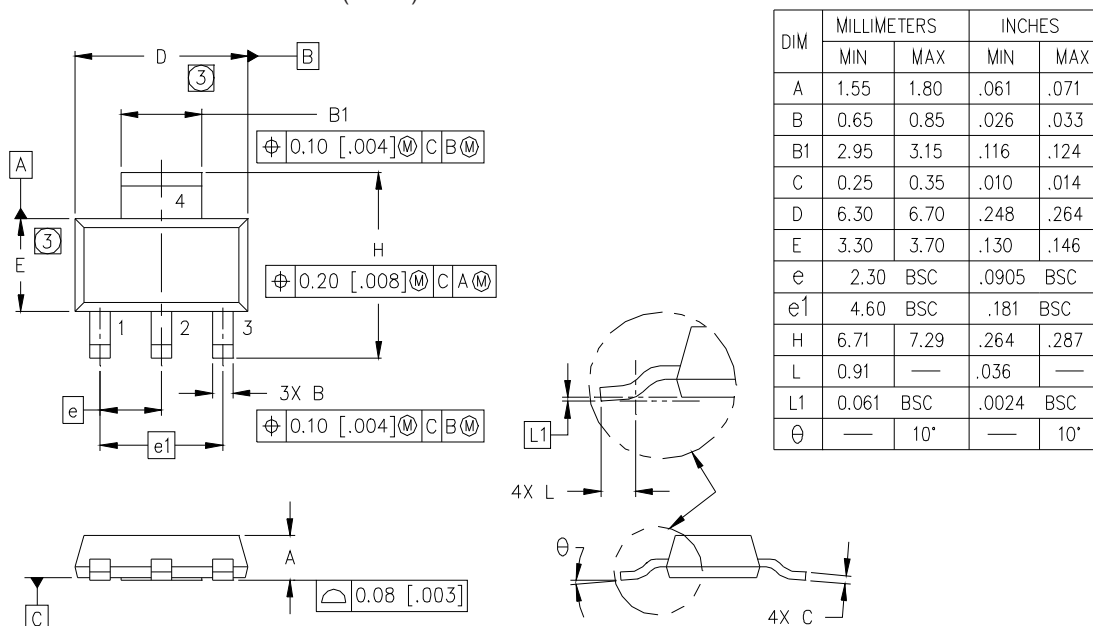 D
B
3
B1
⌖ 0.10 [.004]Ⓜ C BⓂ
A
4
3
E
H
⌖ 0.20 [.008]Ⓜ C AⓂ
1 2 3
3X B
e
⌖ 0.10 [.004]Ⓜ C BⓂ
e1
L1
4X L
A
θ
⌓ 0.08 [.003]
C
4X C
DIM MILLIMETERS INCHES
MIN MAX MIN MAX
A 1.55 1.80 .061 .071
B 0.65 0.85 .026 .033
B1 2.95 3.15 .116 .124
C 0.25 0.35 .010 .014
D 6.30 6.70 .248 .264
E 3.30 3.70 .130 .146
e 2.30 BSC .0905 BSC
e1 4.60 BSC .181 BSC
H 6.71 7.29 .264 .287
L 0.91 — .036 —
L1 0.061 BSC .0024 BSC
θ — 10° — 10°